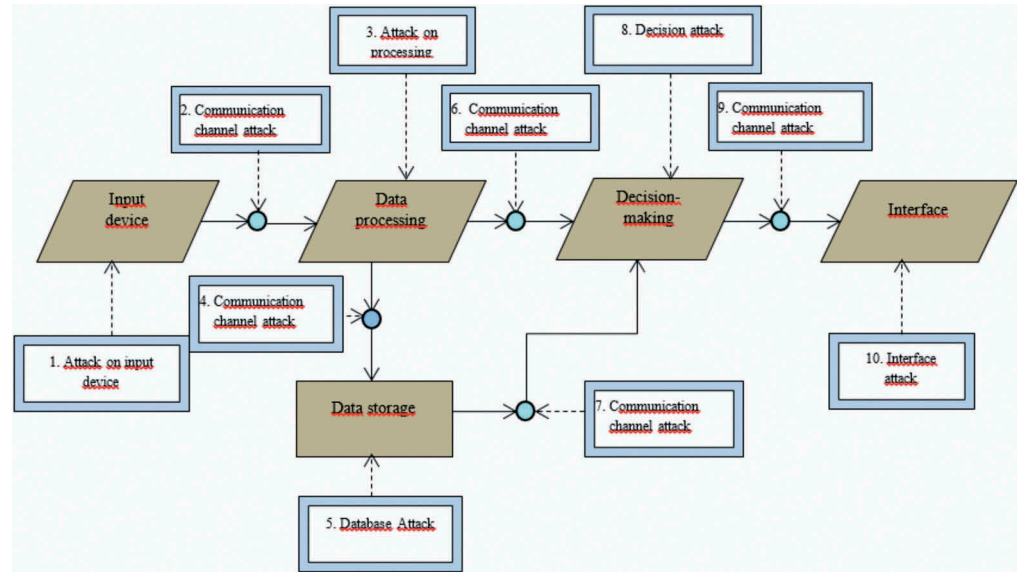 3. Attack on
processing
8. Decision attack
2. Communication
channel attack
6. Communication
channel attack
9. Communication
channel attack
Input
device
Data
processing
Decision-
making
Interface
4. Communication
channel attack
1. Attack on input
device
10. Interface
attack
Data storage
7. Communication
channel attack
5. Database Attack